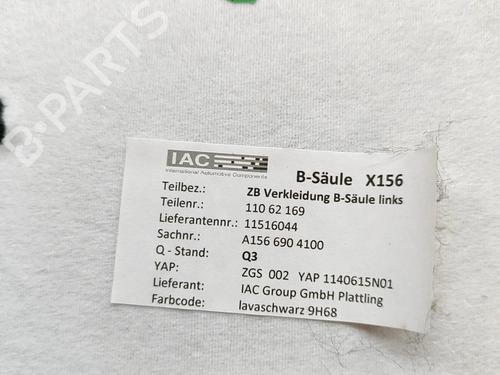 B-PARTS
IAC
International Automotive Components
B-Säule X156
Teilbez.: ZB Verkleidung B-Säule links
Teilenr.: 110 62 169
Lieferantennr.: 11516044
Sachnr.: A156 690 4100
Q - Stand: Q3
YAP: ZGS 002 YAP 1140615N01
Lieferant: IAC Group GmbH Plattling
Farbcode: lavaschwarz 9H68